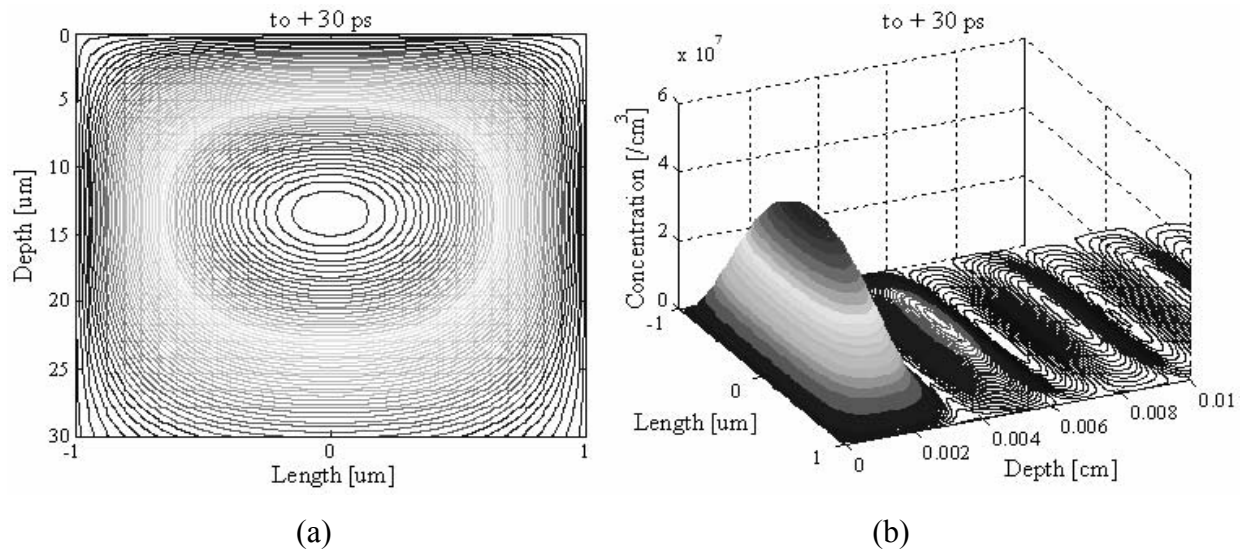 to + 30 ps
0
5
10
15
20
25
30
Depth [um]
-1
0
1
Length [um]
(a)
to + 30 ps
x 10^7
6
4
2
0
Concentration [/cm^3]
-1
0
1
Length [um]
0
0.002
0.004
0.006
0.008
0.01
Depth [cm]
(b)